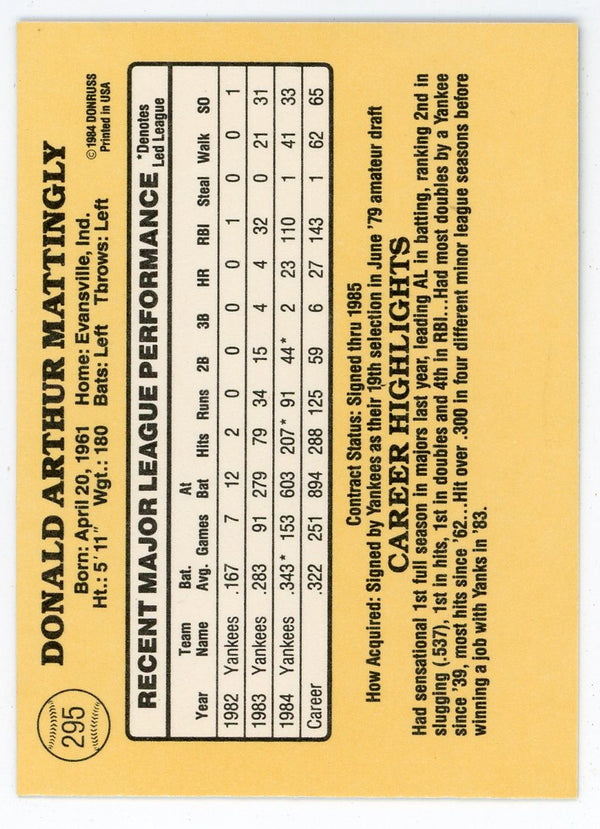 295
DONALD ARTHUR MATTINGLY
Born: April 20, 1961 Home: Evansville, Ind.
Ht.: 5' 11" Wgt.: 180 Bats: Left Throws: Left
© 1984 DONRUSS
Printed in USA
RECENT MAJOR LEAGUE PERFORMANCE
*Denotes
Led League
Year Team Name Bat. Avg. Games At Bat Hits Runs 2B 3B HR RBI Steal Walk SO
1982 Yankees .167 7 12 2 0 0 0 0 1 0 0 1
1983 Yankees .283 91 279 79 34 15 4 4 32 0 21 31
1984 Yankees .343* 153 603 207* 91 44* 2 23 110 1 41 33
Career .322 251 894 288 125 59 6 27 143 1 62 65
Contract Status: Signed thru 1985
How Acquired: Signed by Yankees as their 19th selection in June '79 amateur draft
CAREER HIGHLIGHTS
Had sensational 1st full season in majors last year, leading AL in batting, ranking 2nd in
slugging (.537), 1st in hits, 1st in doubles and 4th in RBI...Had most doubles by a Yankee
since '39, most hits since '62...Hit over .300 in four different minor league seasons before
winning a job with Yanks in '83.